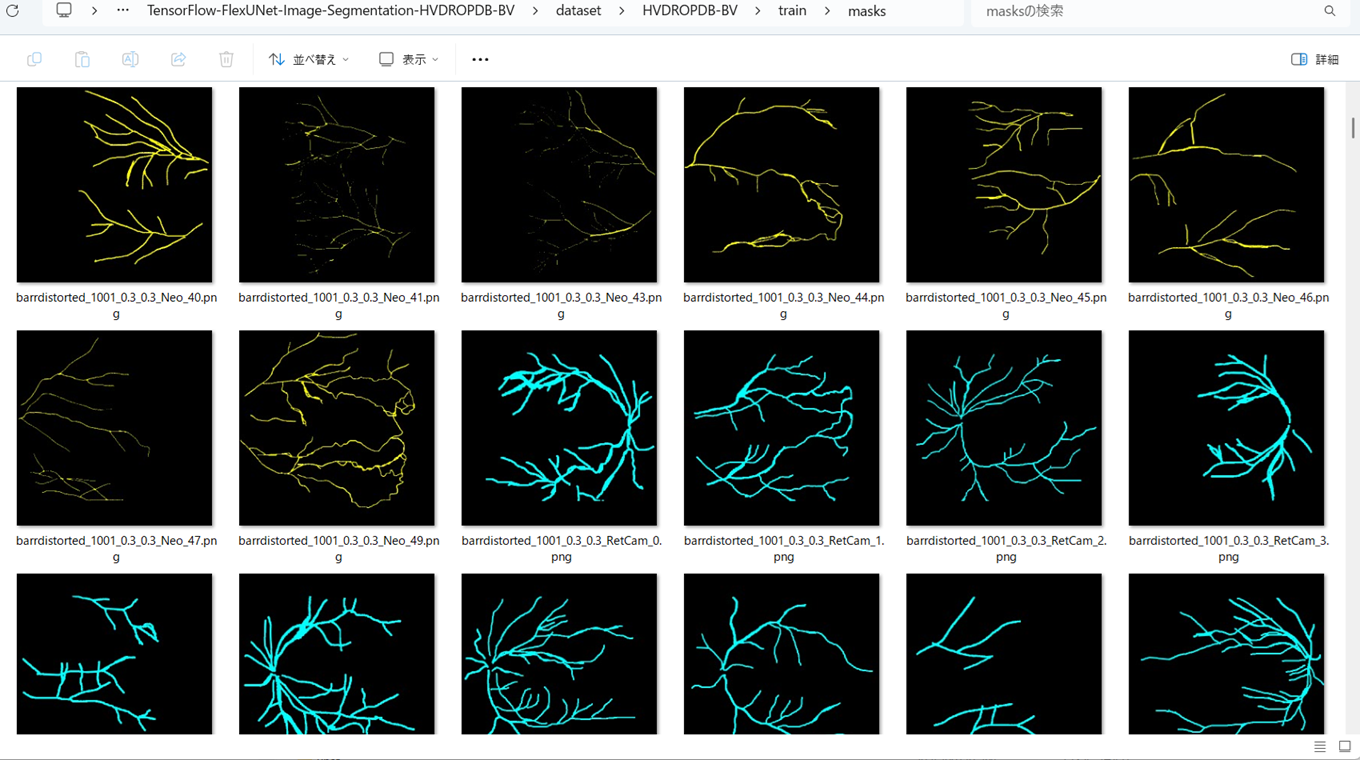 TensorFlow-FlexUNet-Image-Segmentation-HVDROPDB-BV > dataset > HVDROPDB-BV > train > masks
masksの検索
並べ替え 表示 ••• 詳細
barrdistorted_1001_0.3_0.3_Neo_40.png
barrdistorted_1001_0.3_0.3_Neo_41.png
barrdistorted_1001_0.3_0.3_Neo_43.png
barrdistorted_1001_0.3_0.3_Neo_44.png
barrdistorted_1001_0.3_0.3_Neo_45.png
barrdistorted_1001_0.3_0.3_Neo_46.png
barrdistorted_1001_0.3_0.3_Neo_47.png
barrdistorted_1001_0.3_0.3_Neo_49.png
barrdistorted_1001_0.3_0.3_RetCam_0.png
barrdistorted_1001_0.3_0.3_RetCam_1.png
barrdistorted_1001_0.3_0.3_RetCam_2.png
barrdistorted_1001_0.3_0.3_RetCam_3.png